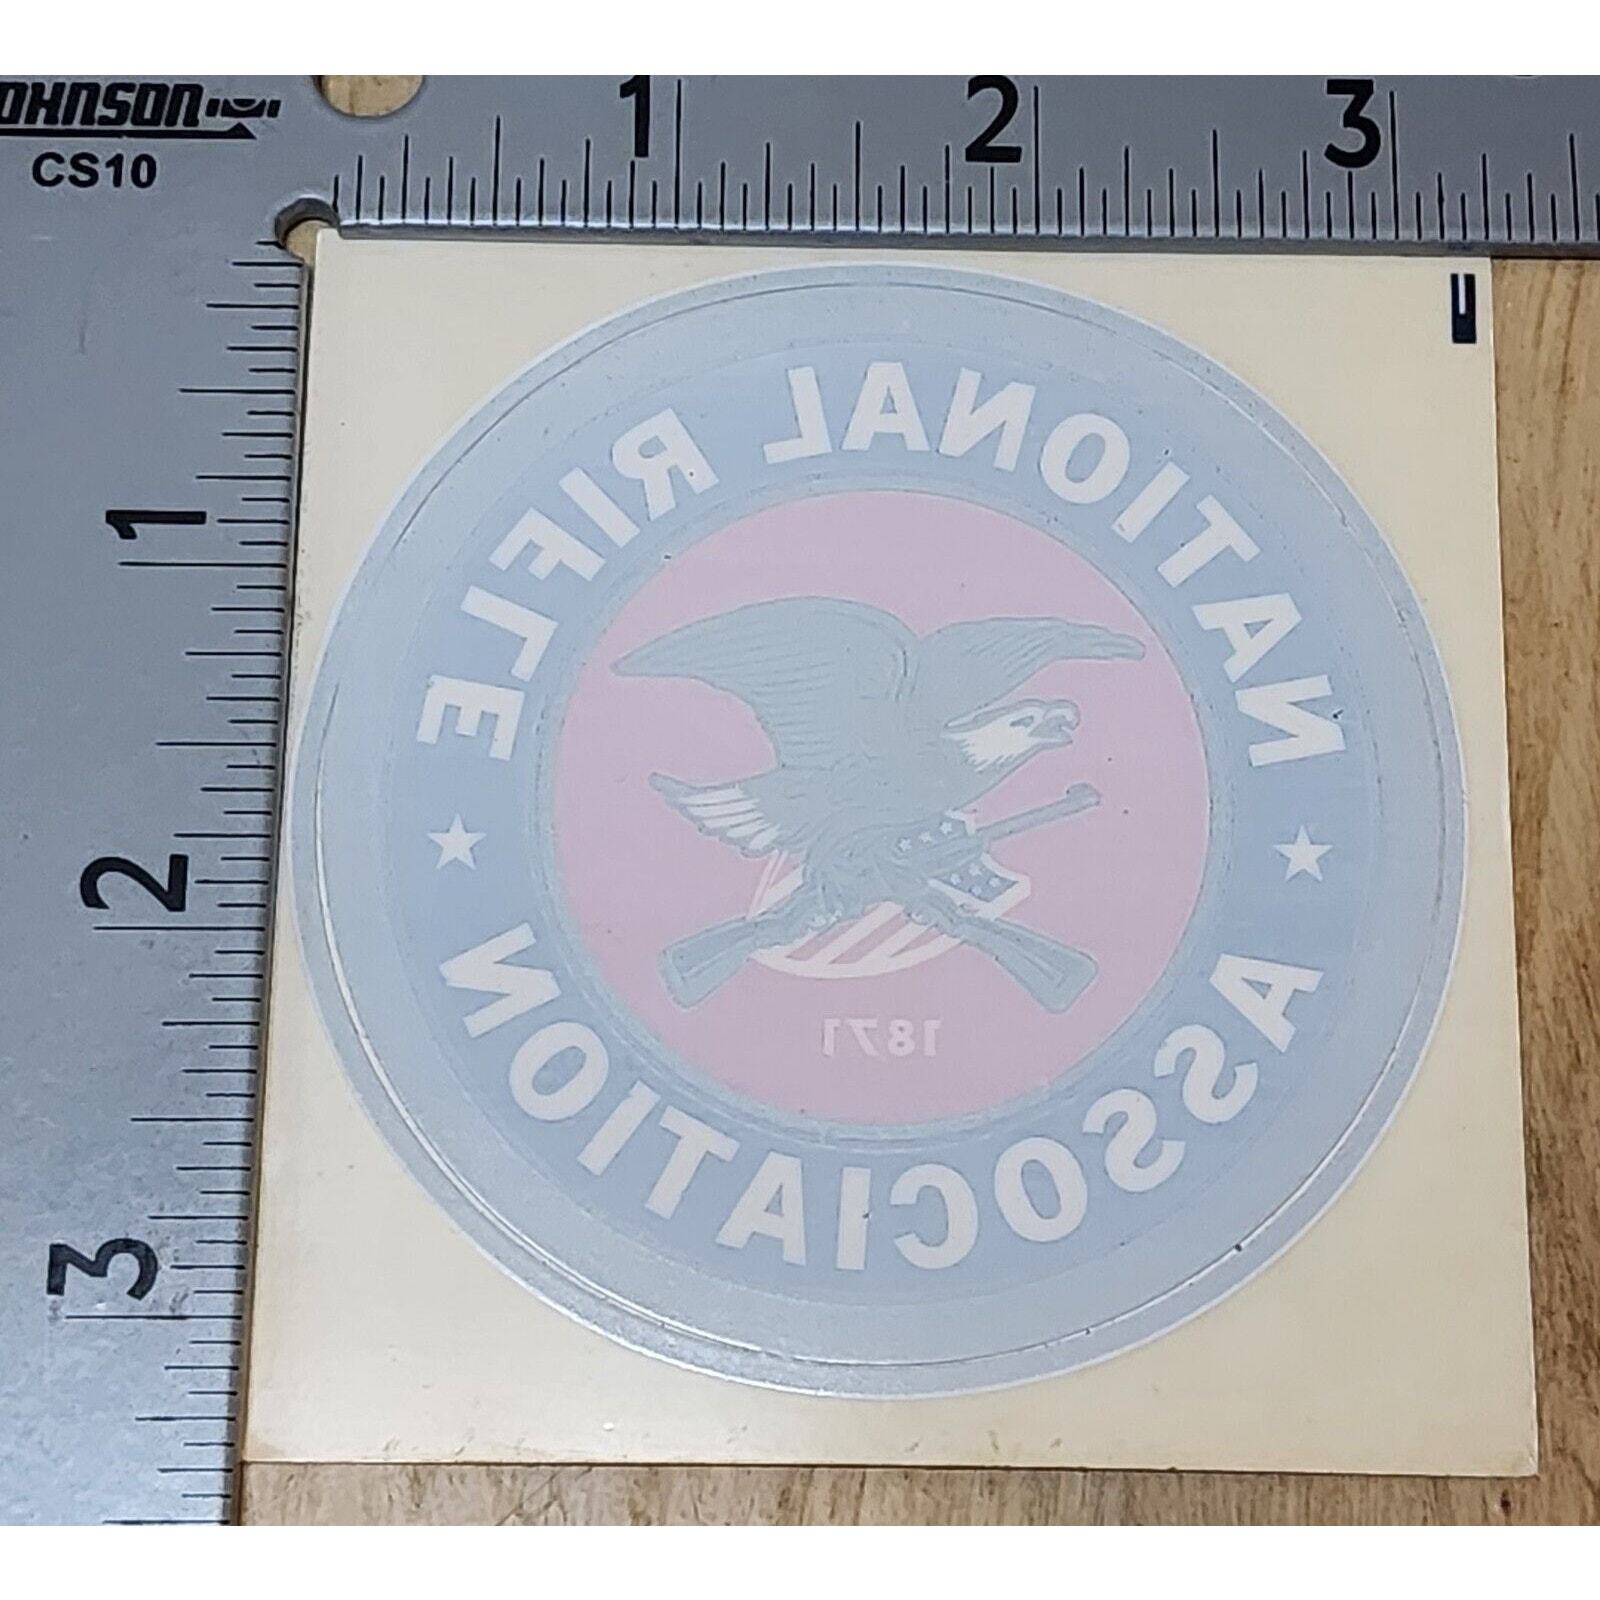 JOHNSON
CS10
1 2 3
1
2
3
NATIONAL RIFLE
1871
ASSOCIATION